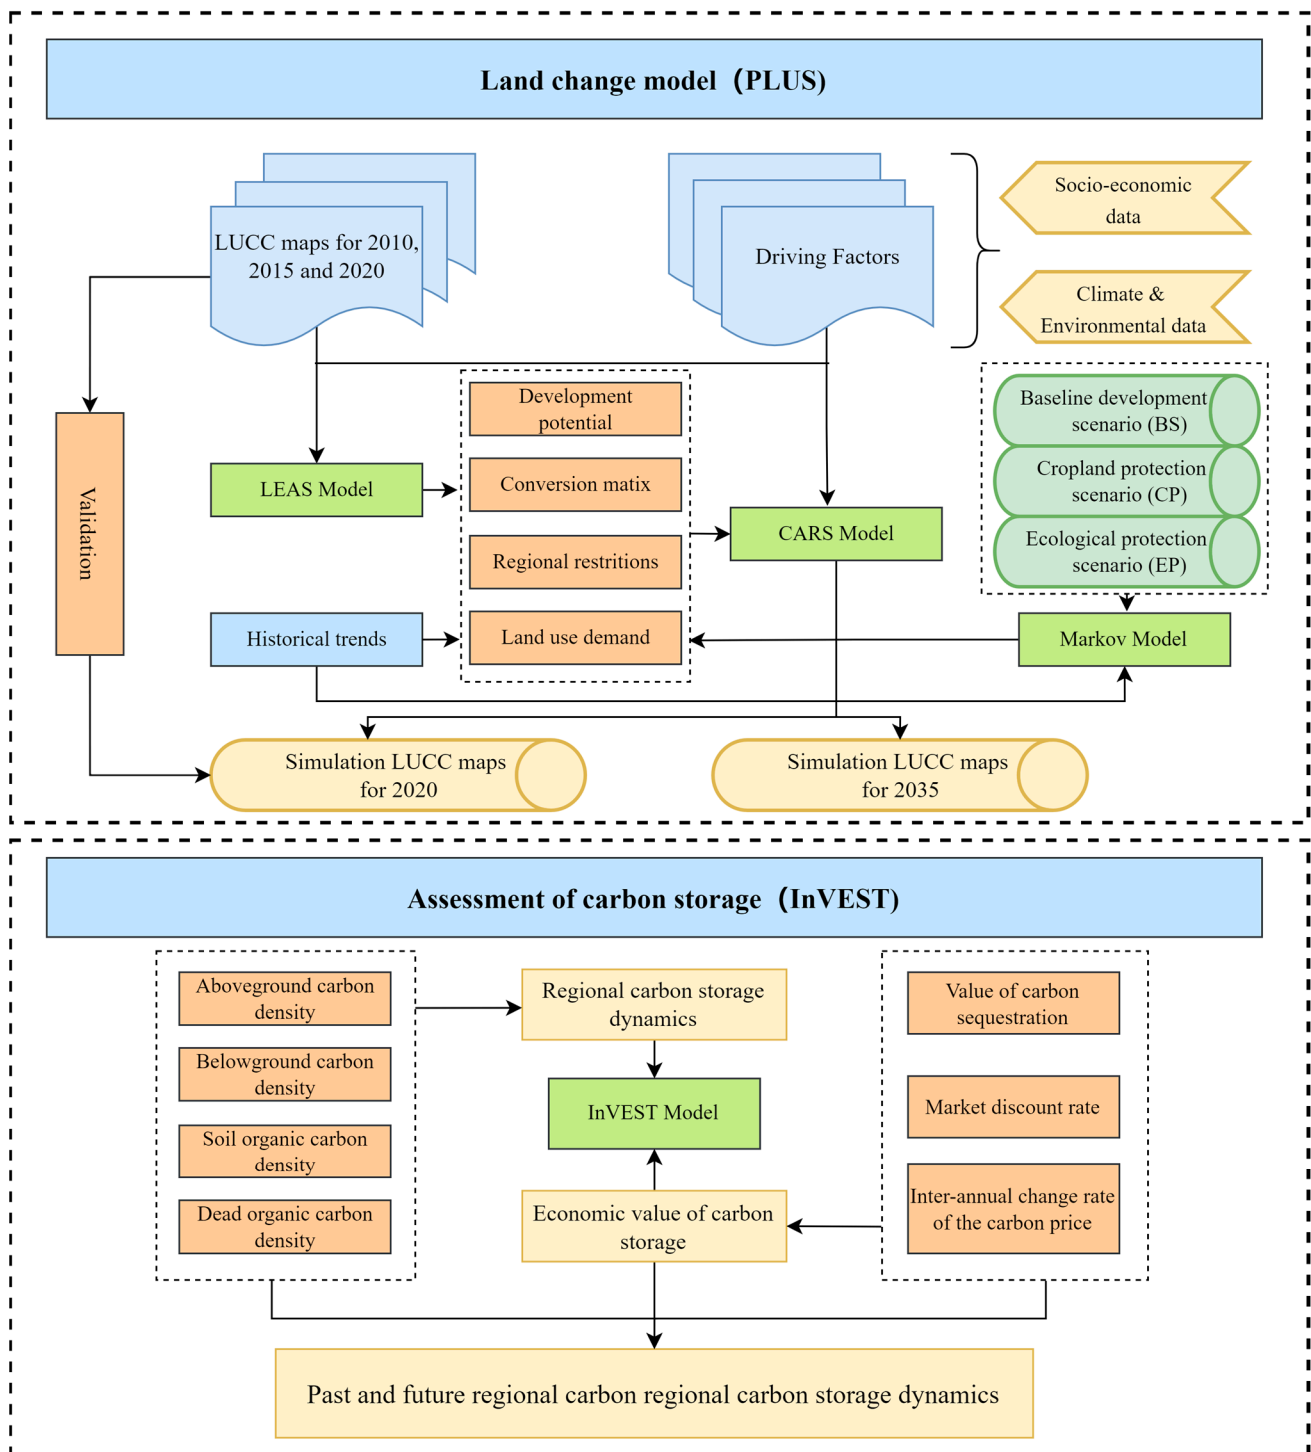 Land change model（PLUS)
LUCC maps for 2010,
2015 and 2020
Driving Factors
Socio-economic
data
Climate &
Environmental data
Validation
LEAS Model
Development
potential
Conversion matix
Regional restritions
Land use demand
Historical trends
CARS Model
Baseline development
scenario (BS)
Cropland protection
scenario (CP)
Ecological protection
scenario (EP)
Markov Model
Simulation LUCC maps
for 2020
Simulation LUCC maps
for 2035
Assessment of carbon storage（InVEST)
Aboveground carbon
density
Belowground carbon
density
Soil organic carbon
density
Dead organic carbon
density
Regional carbon storage
dynamics
InVEST Model
Economic value of carbon
storage
Value of carbon
sequestration
Market discount rate
Inter-annual change rate
of the carbon price
Past and future regional carbon regional carbon storage dynamics